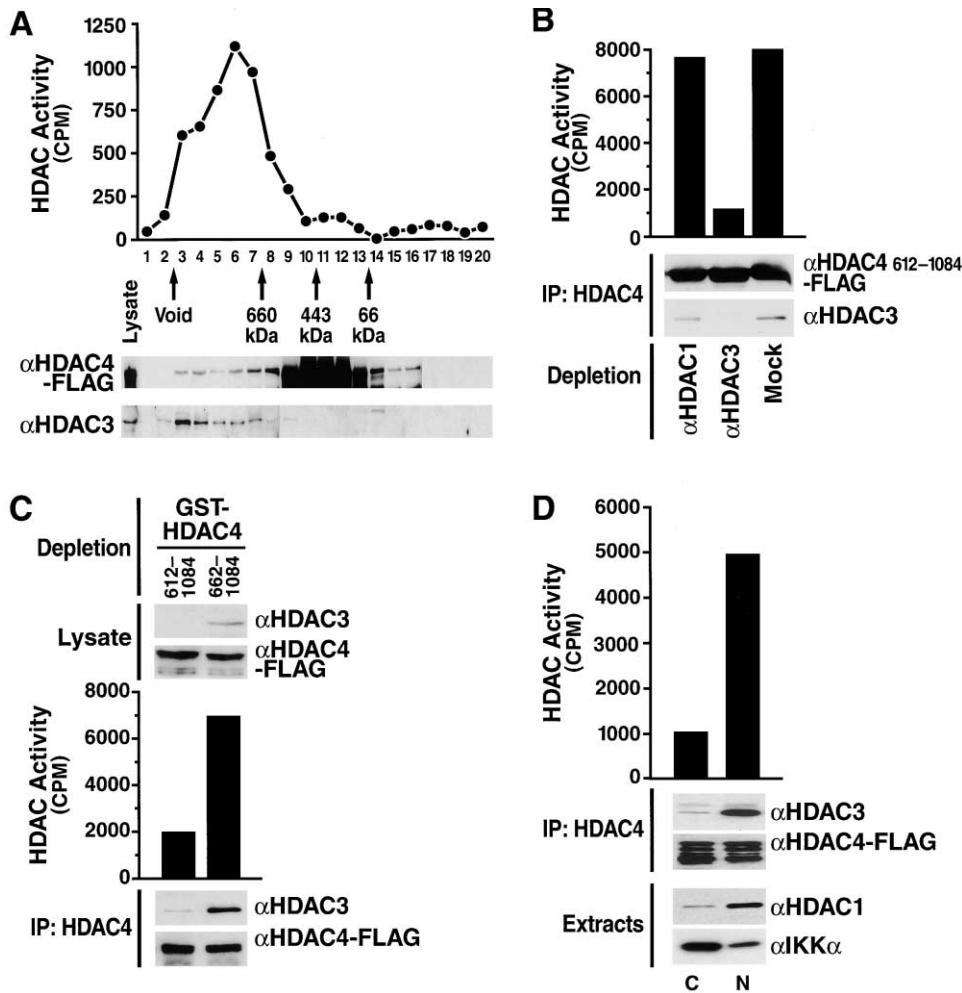 A
HDAC Activity
(CPM)
1250
1000
750
500
250
0
1 2 3 4 5 6 7 8 9 10 11 12 13 14 15 16 17 18 19 20
Lysate
Void
660
kDa
443
kDa
66
kDa
αHDAC4
-FLAG
αHDAC3
B
HDAC Activity
(CPM)
8000
6000
4000
2000
0
IP: HDAC4
αHDAC4 612–1084
-FLAG
αHDAC3
Depletion
αHDAC1
αHDAC3
Mock
C
Depletion
GST-
HDAC4
612–
1084
662–
1084
Lysate
αHDAC3
αHDAC4
-FLAG
HDAC Activity
(CPM)
8000
6000
4000
2000
0
IP: HDAC4
αHDAC3
αHDAC4-FLAG
D
HDAC Activity
(CPM)
6000
5000
4000
3000
2000
1000
0
IP: HDAC4
αHDAC3
αHDAC4-FLAG
Extracts
αHDAC1
αIKKα
C N